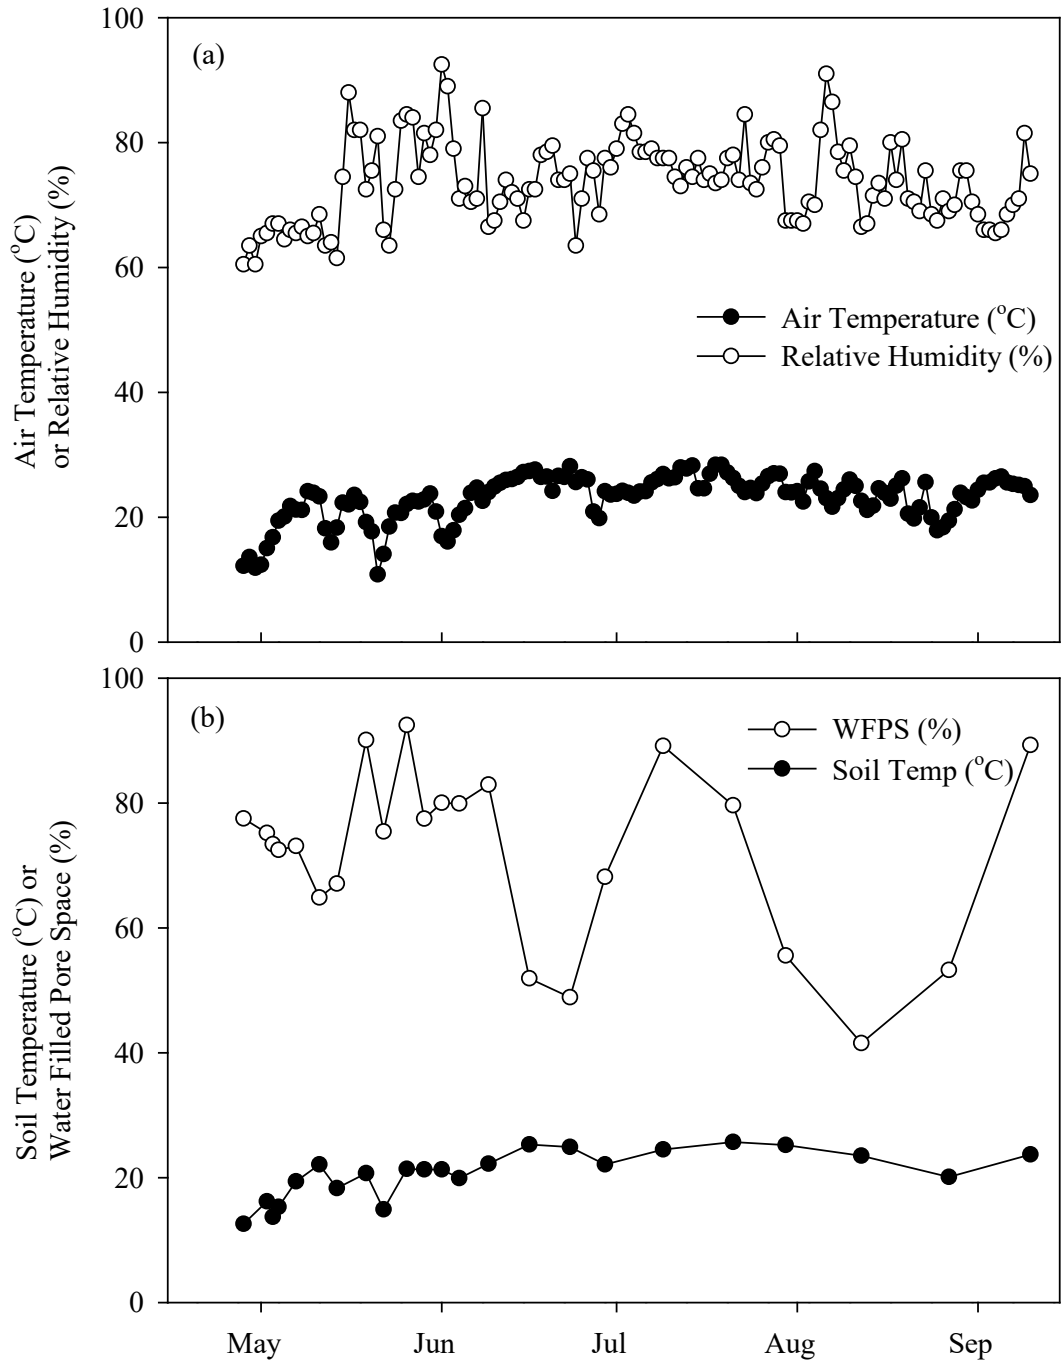 100
(a)
80
60
Air Temperature (°C)
or Relative Humidity (%)
Air Temperature (°C)
Relative Humidity (%)
40
20
0
100
(b)
WFPS (%)
Soil Temp (°C)
80
Soil Temperature (°C) or
Water Filled Pore Space (%)
60
40
20
0
May Jun Jul Aug Sep